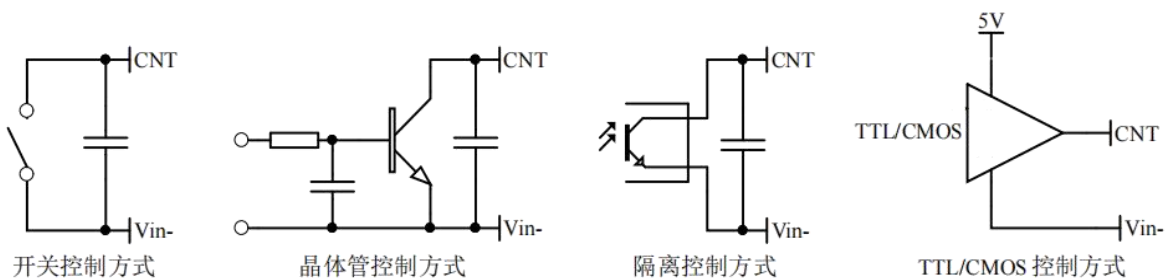 CNT
Vin-
开关控制方式
CNT
Vin-
晶体管控制方式
CNT
Vin-
隔离控制方式
5V
TTL/CMOS
CNT
Vin-
TTL/CMOS 控制方式